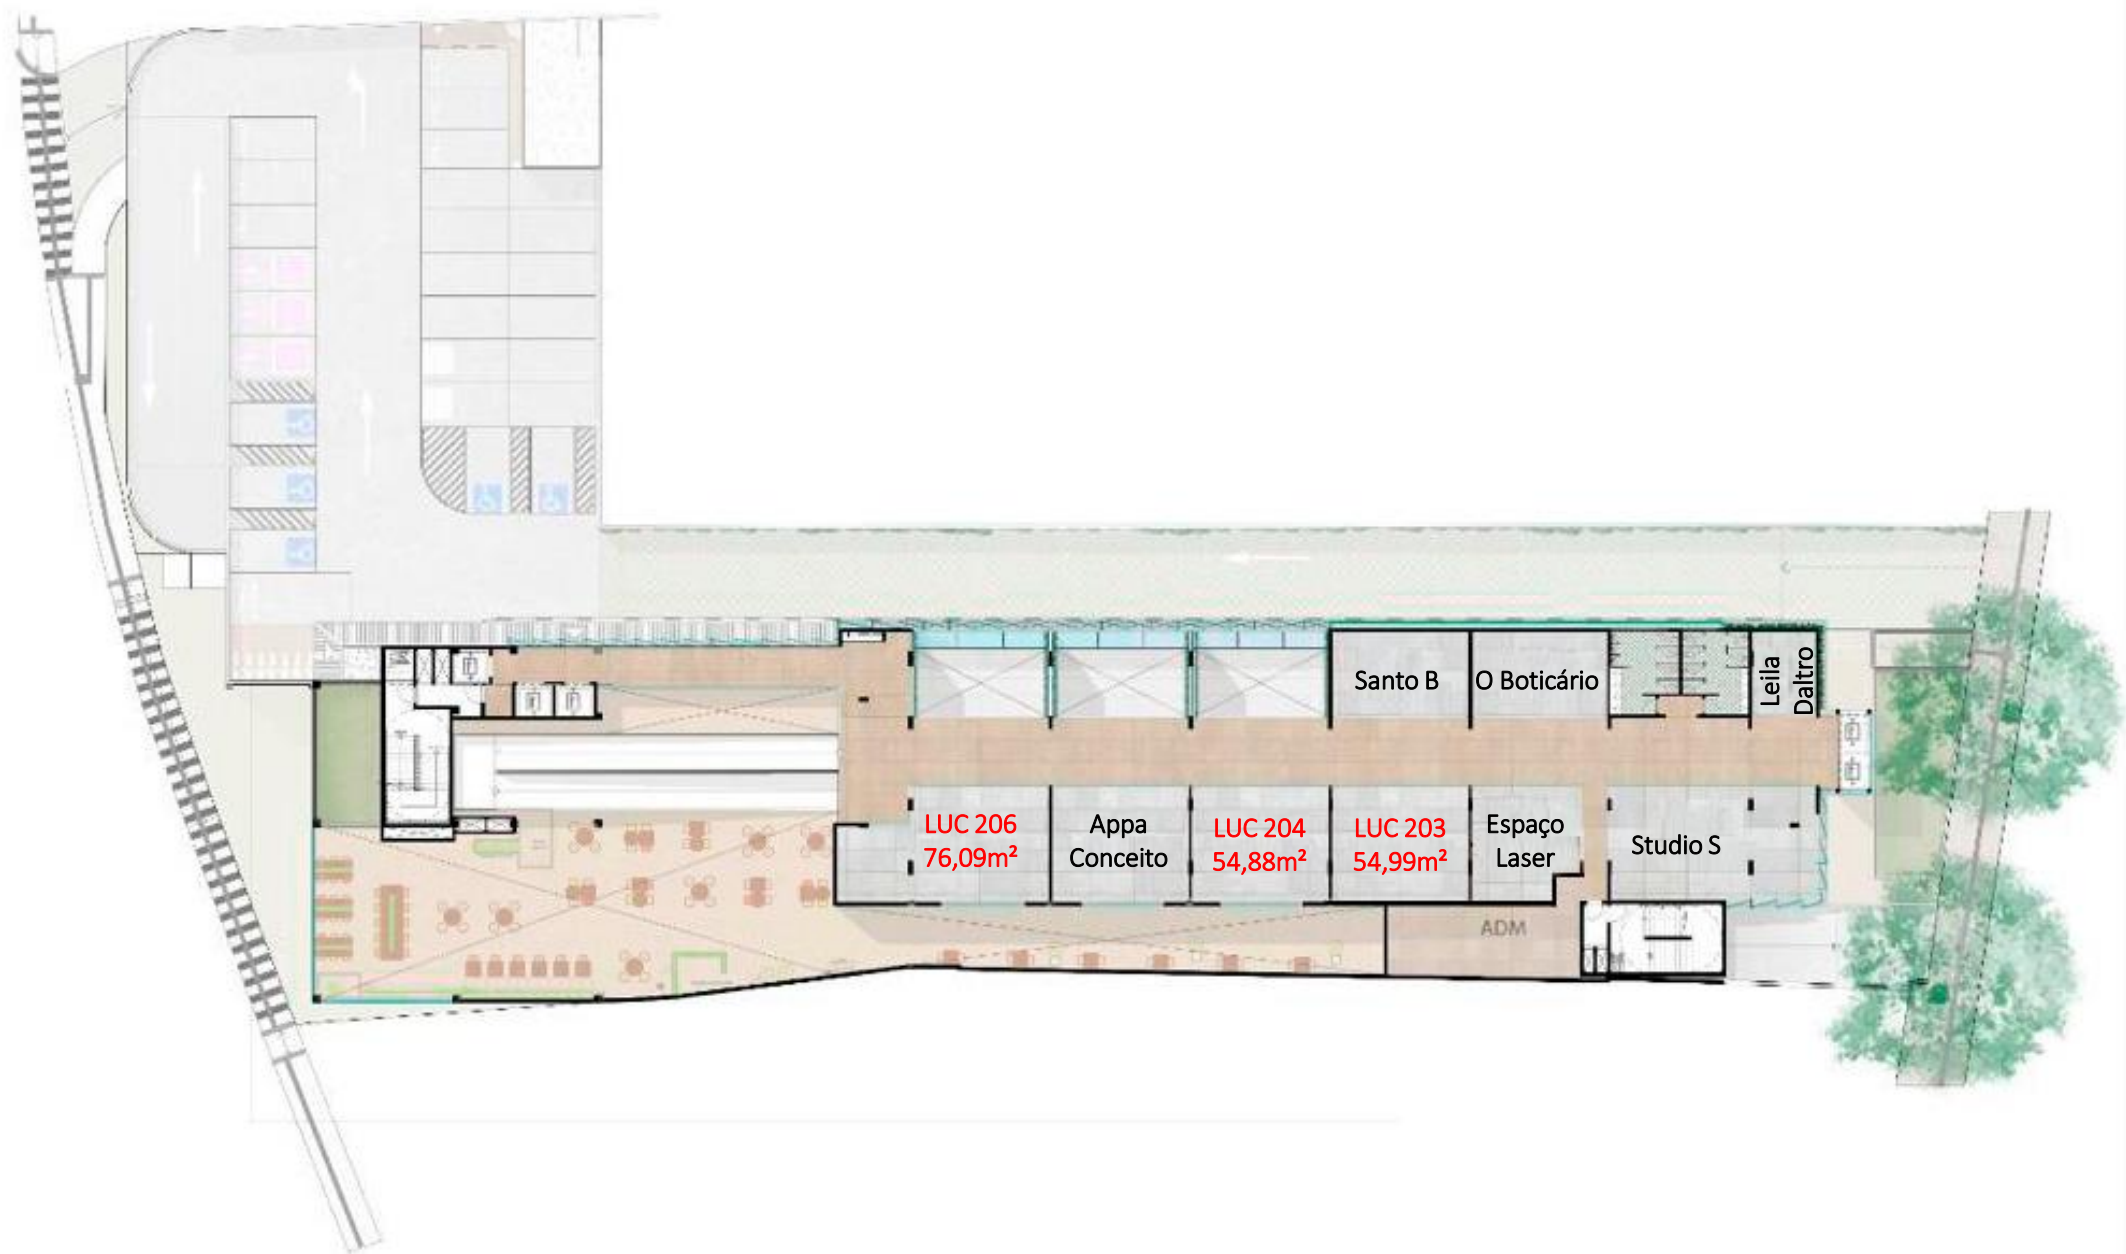 Santo B
O Boticário
Leila
Daltro
LUC 206
76,09m²
Appa
Conceito
LUC 204
54,88m²
LUC 203
54,99m²
Espaço
Laser
Studio S
ADM